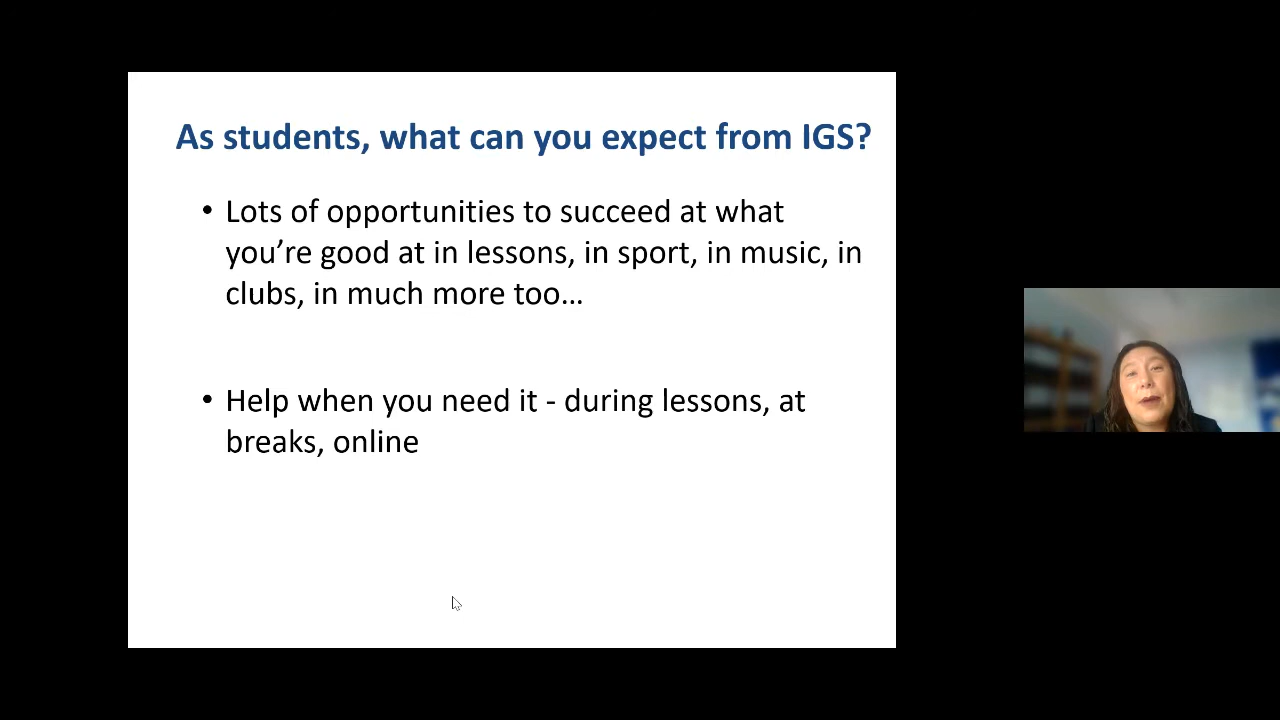 As students, what can you expect from IGS?
• Lots of opportunities to succeed at what
you’re good at in lessons, in sport, in music, in
clubs, in much more too…
• Help when you need it - during lessons, at
breaks, online